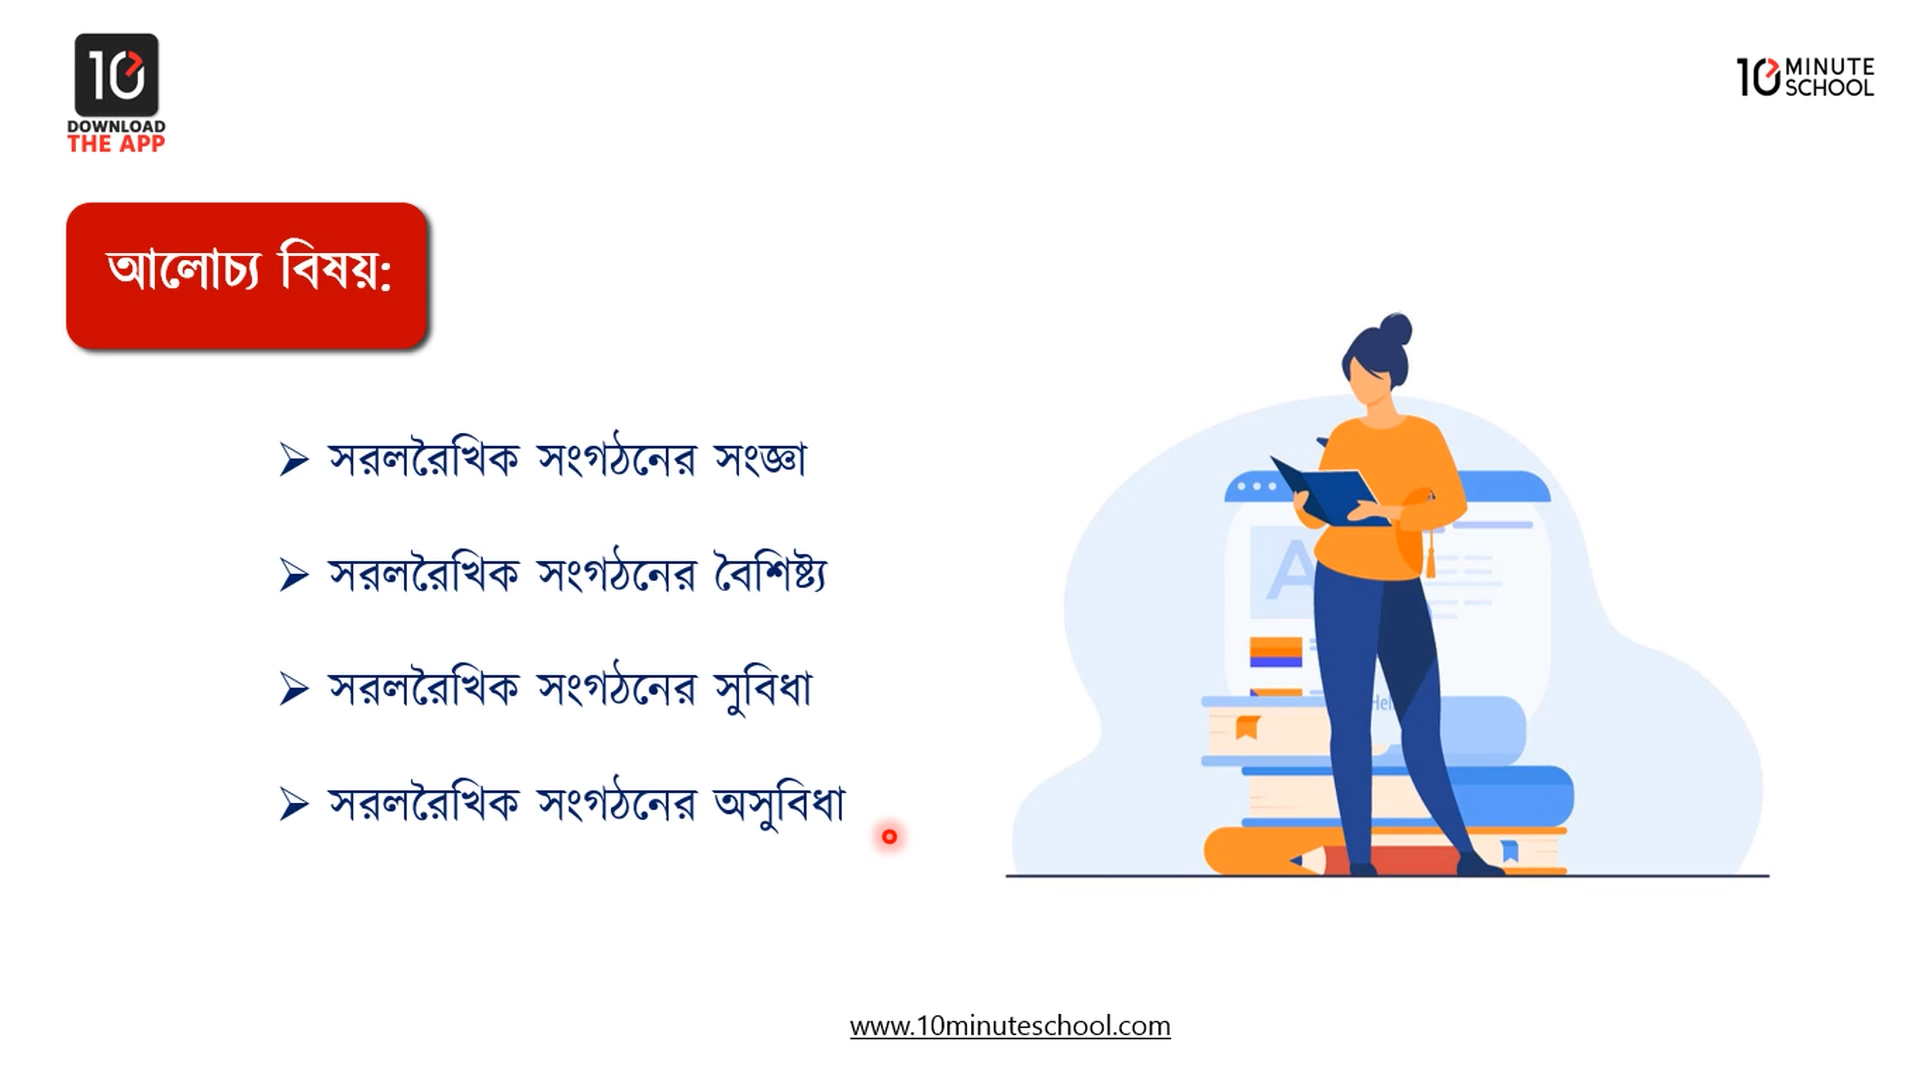 10
DOWNLOAD
THE APP
10 MINUTE
SCHOOL
আলোচ্য বিষয়:
➢ সরলরৈখিক সংগঠনের সংজ্ঞা
➢ সরলরৈখিক সংগঠনের বৈশিষ্ট্য
➢ সরলরৈখিক সংগঠনের সুবিধা
➢ সরলরৈখিক সংগঠনের অসুবিধা
A
www.10minuteschool.com